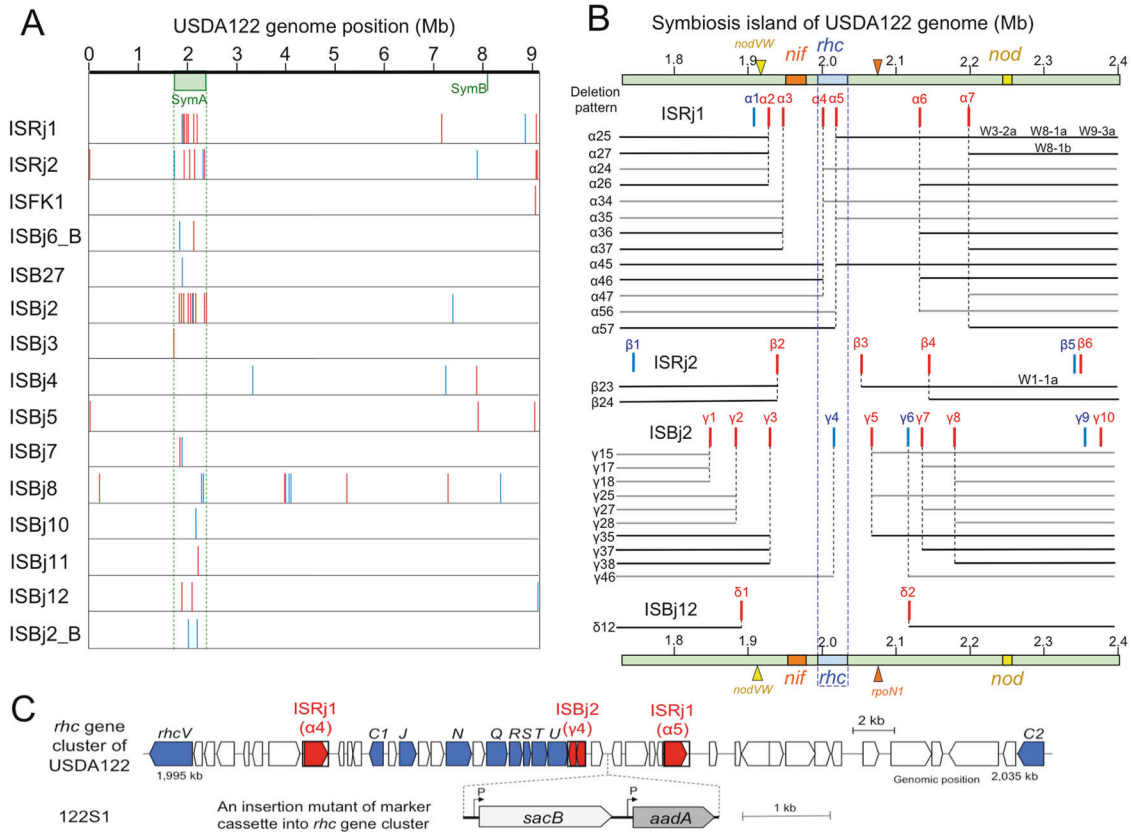 A
USDA122 genome position (Mb)
0 1 2 3 4 5 6 7 8 9
SymA
SymB
ISRj1
ISRj2
ISFK1
ISBj6_B
ISB27
ISBj2
ISBj3
ISBj4
ISBj5
ISBj7
ISBj8
ISBj10
ISBj11
ISBj12
ISBj2_B
B
Symbiosis island of USDA122 genome (Mb)
nodVW nif rhc nod
1.8 1.9 2.0 2.1 2.2 2.3 2.4
Deletion
pattern
ISRj1
α1 α2 α3 α4 α5 α6 α7
α25 W3-2a W8-1a W9-3a
α27 W8-1b
α24
α26
α34
α35
α36
α37
α45
α46
α47
α56
α57
β1 ISRj2 β2 β3 β4 β5 β6
β23 W1-1a
β24
ISBj2
γ1 γ2 γ3 γ4 γ5 γ6 γ7 γ8 γ9 γ10
γ15
γ17
γ18
γ25
γ27
γ28
γ35
γ37
γ38
γ46
ISBj12 δ1 δ2
δ12
1.8 1.9 2.0 2.1 2.2 2.3 2.4
nodVW nif rhc rpoN1 nod
C
rhc gene
cluster of
USDA122
rhcV
ISRj1
(α4)
C1 J N Q R S T U
ISBj2
(γ4)
ISRj1
(α5)
2 kb
C2
1,995 kb
Genomic position
2,035 kb
122S1
An insertion mutant of marker
cassette into rhc gene cluster
P sacB P aadA
1 kb